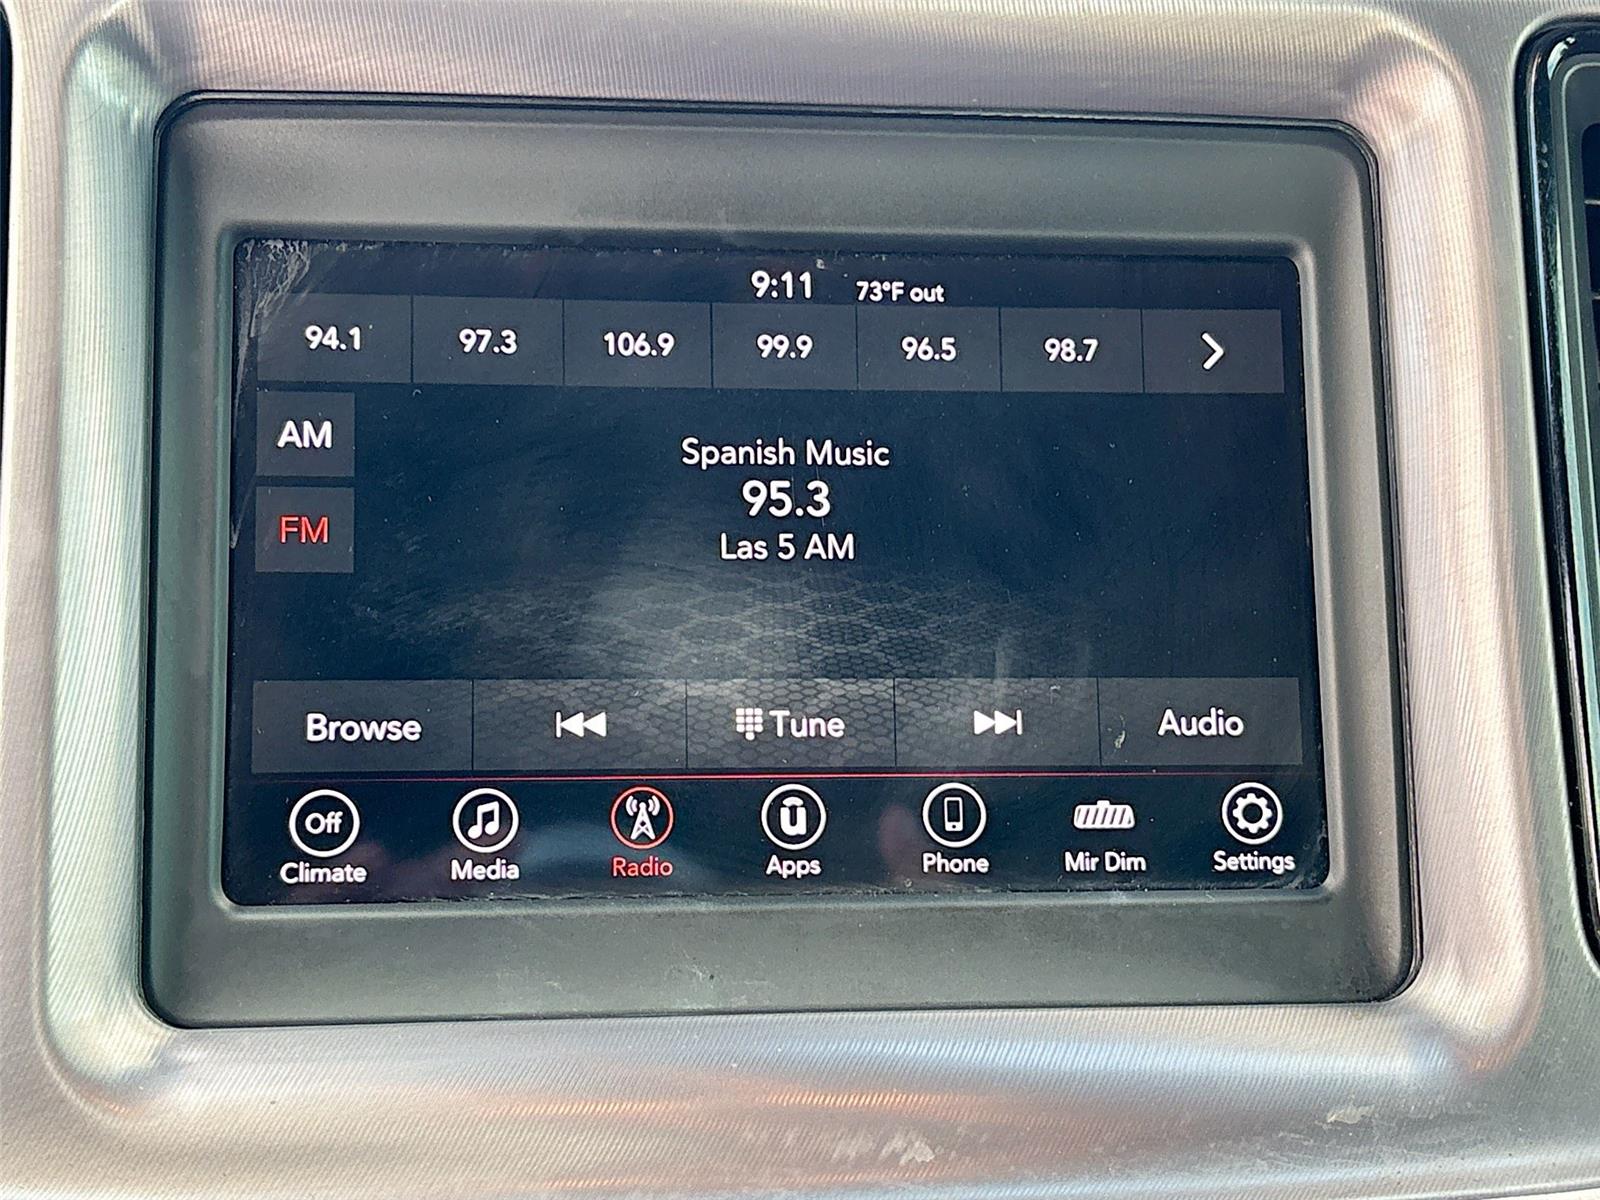 9:11 73°F out
94.1 97.3 106.9 99.9 96.5 98.7
AM
FM
Spanish Music
95.3
Las 5 AM
Browse Tune Audio
Off
Climate Media Radio Apps Phone Mir Dim Settings